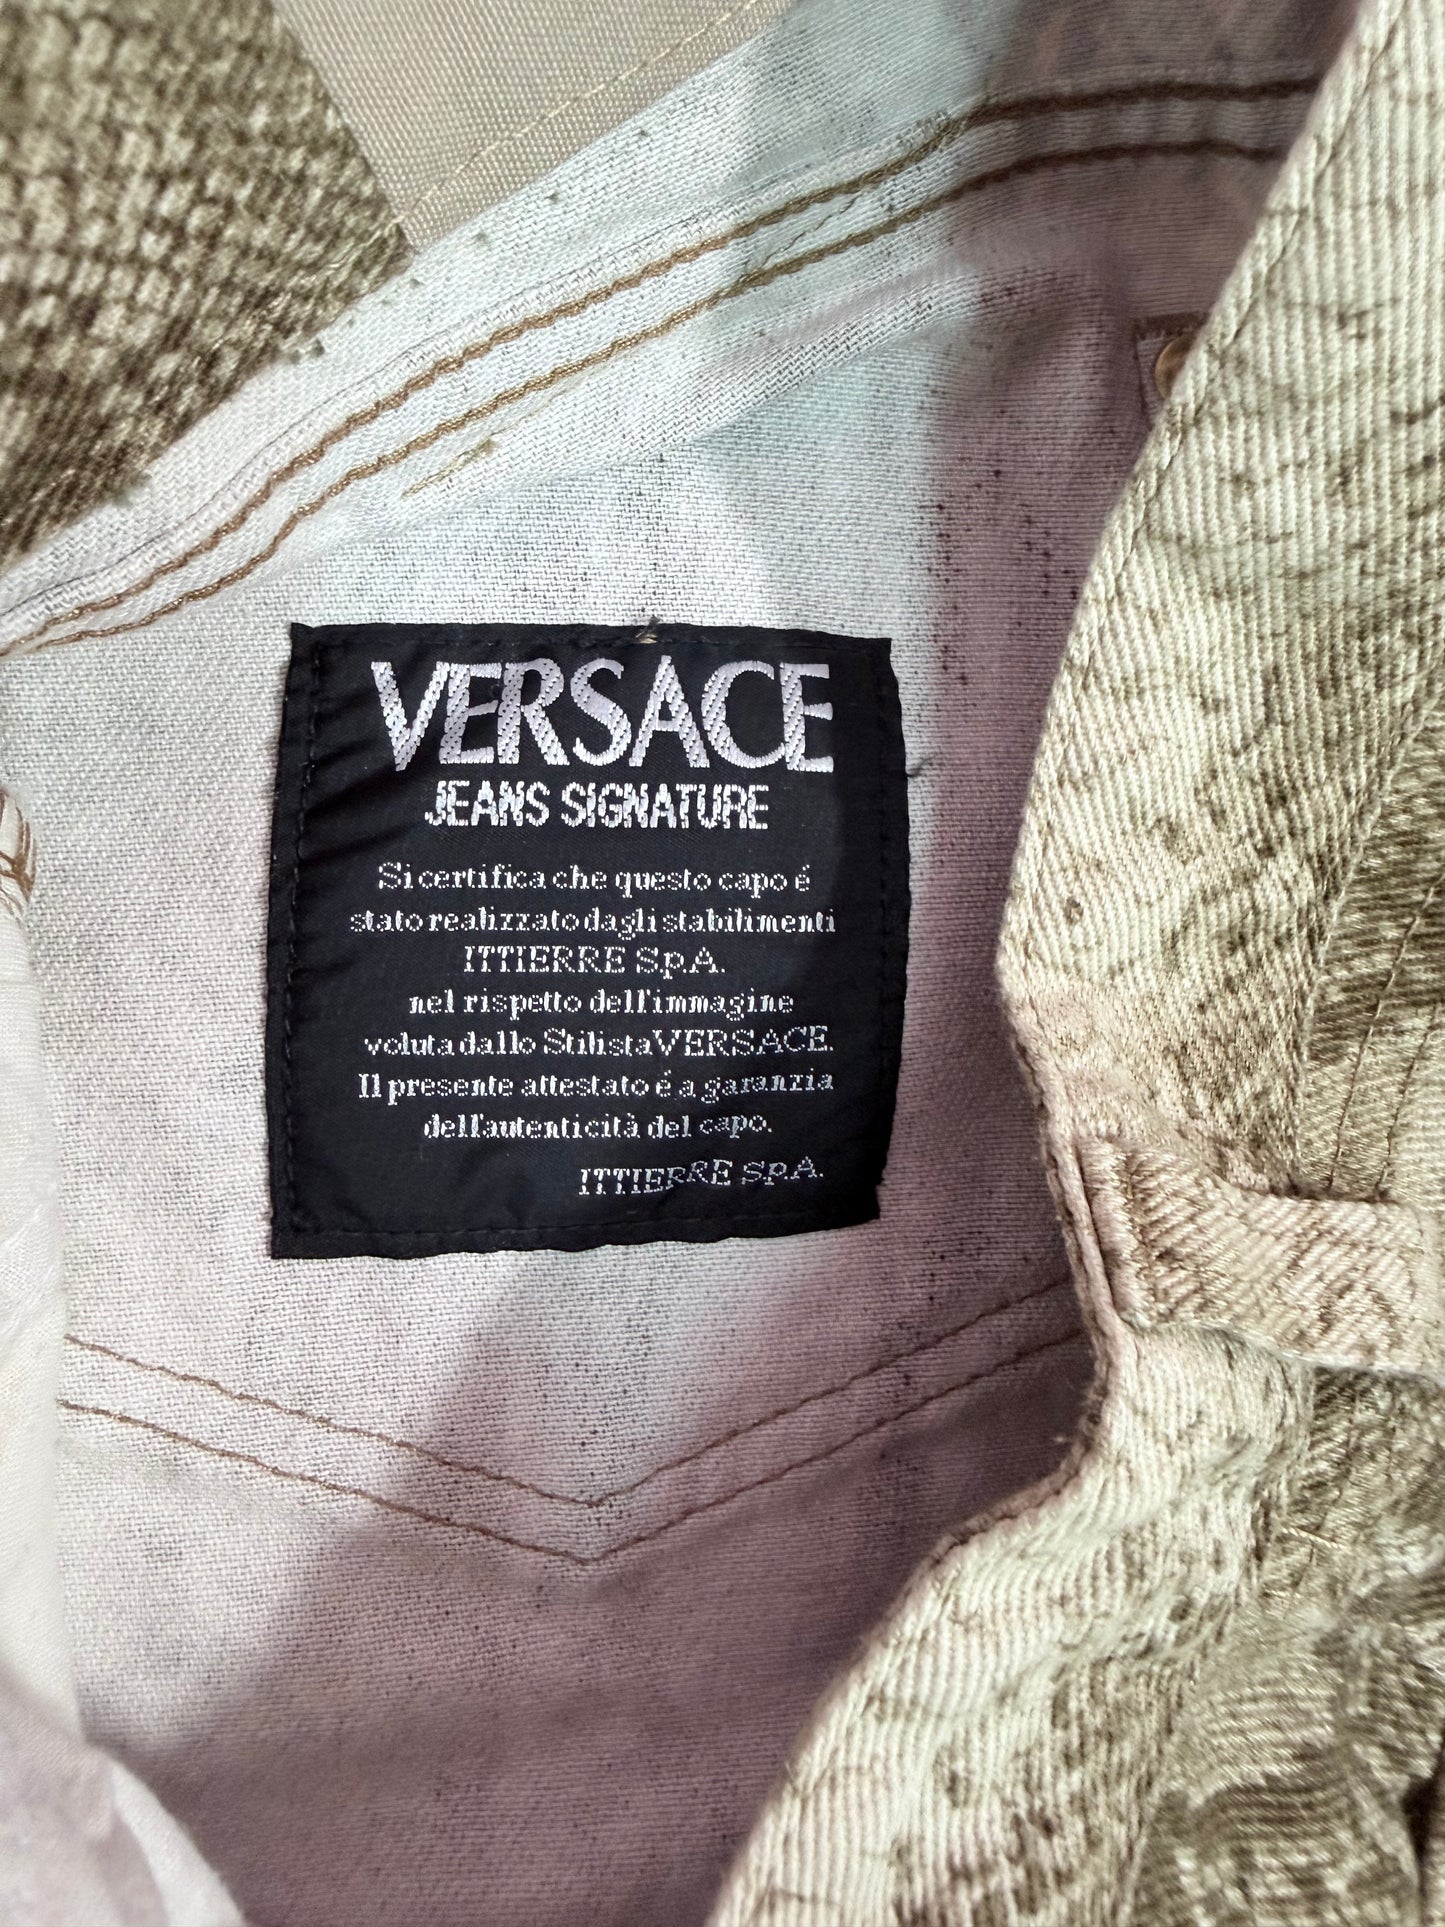 VERSACE
JEANS SIGNATURE
Si certifica che questo capo é
stato realizzato dagli stabilimenti
ITTIERRE S.p.A.
nel rispetto dell'immagine
voluta dallo Stilista VERSACE.
Il presente attestato é a garanzia
dell'autenticità del capo.
ITTIERRE S.p.A.